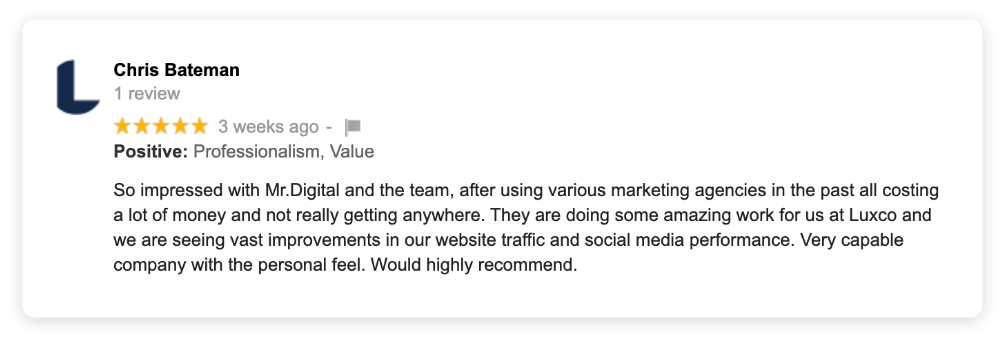 Chris Bateman
1 review
3 weeks ago -
Positive: Professionalism, Value
So impressed with Mr.Digital and the team, after using various marketing agencies in the past all costing
a lot of money and not really getting anywhere. They are doing some amazing work for us at Luxco and
we are seeing vast improvements in our website traffic and social media performance. Very capable
company with the personal feel. Would highly recommend.